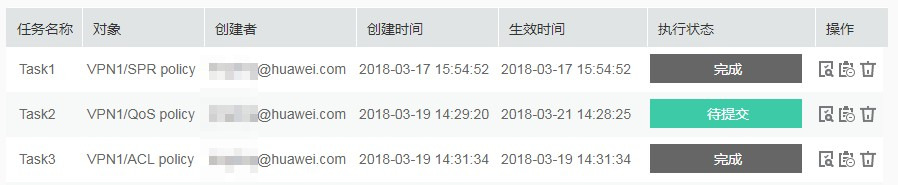 任务名称 对象 创建者 创建时间 生效时间 执行状态 操作
Task1 VPN1/SPR policy @huawei.com 2018-03-17 15:54:52 2018-03-17 15:54:52 完成
Task2 VPN1/QoS policy @huawei.com 2018-03-19 14:29:20 2018-03-21 14:28:25 待提交
Task3 VPN1/ACL policy @huawei.com 2018-03-19 14:31:34 2018-03-19 14:31:34 完成